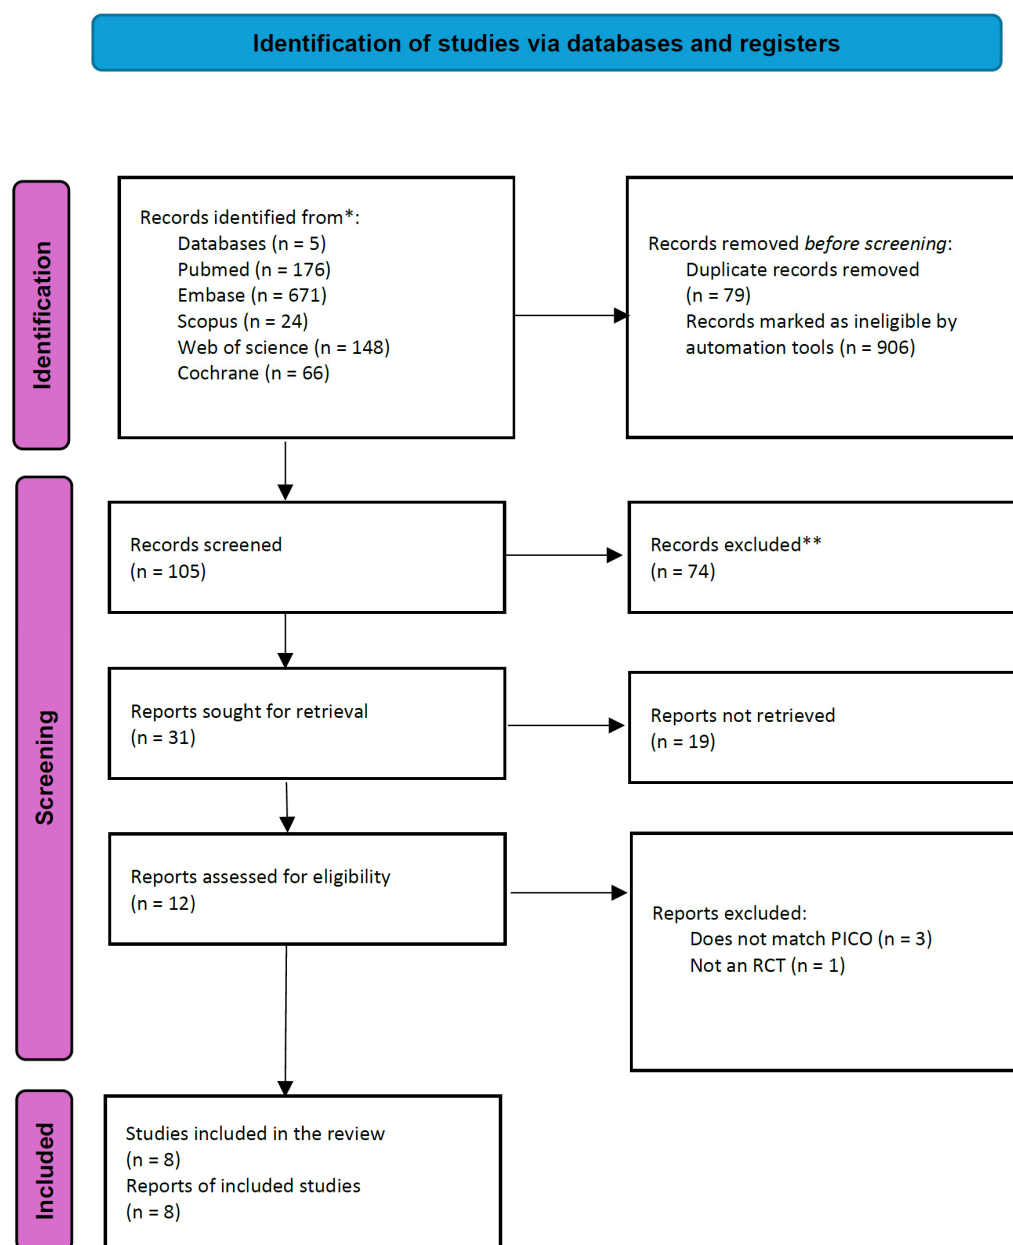 Identification of studies via databases and registers
Identification
Records identified from*:
Databases (n = 5)
Pubmed (n = 176)
Embase (n = 671)
Scopus (n = 24)
Web of science (n = 148)
Cochrane (n = 66)
Records removed before screening:
Duplicate records removed
(n = 79)
Records marked as ineligible by
automation tools (n = 906)
Screening
Records screened
(n = 105)
Records excluded**
(n = 74)
Reports sought for retrieval
(n = 31)
Reports not retrieved
(n = 19)
Reports assessed for eligibility
(n = 12)
Reports excluded:
Does not match PICO (n = 3)
Not an RCT (n = 1)
Included
Studies included in the review
(n = 8)
Reports of included studies
(n = 8)